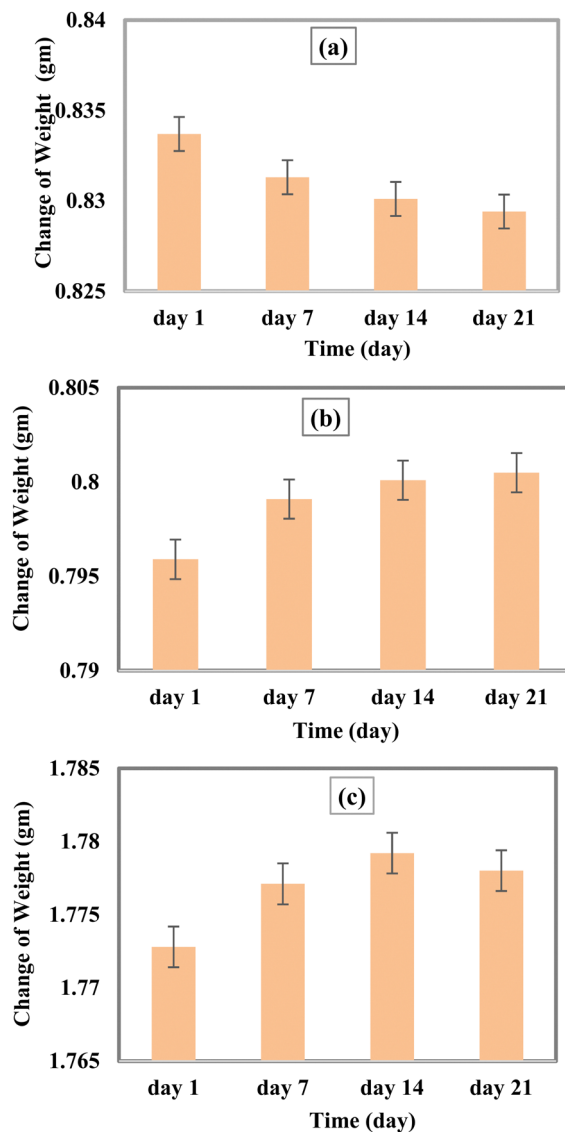 (a)
Change of Weight (gm)
0.84
0.835
0.83
0.825
day 1 day 7 day 14 day 21
Time (day)
(b)
Change of Weight (gm)
0.805
0.8
0.795
0.79
day 1 day 7 day 14 day 21
Time (day)
(c)
Change of Weight (gm)
1.785
1.78
1.775
1.77
1.765
day 1 day 7 day 14 day 21
Time (day)